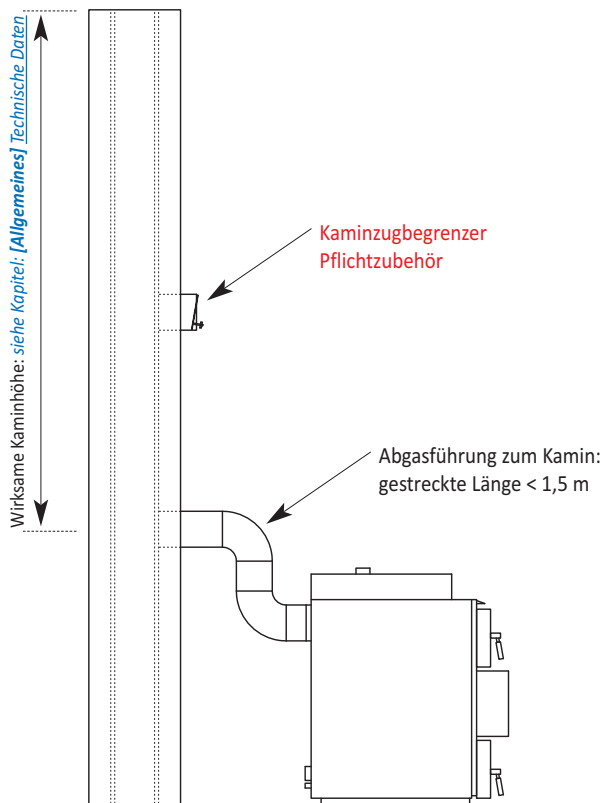 Wirksame Kaminhöhe: siehe Kapitel: [Allgemeines] Technische Daten
Kaminzugbegrenzer
Pflichtzubehör
Abgasführung zum Kamin:
gestreckte Länge < 1,5 m